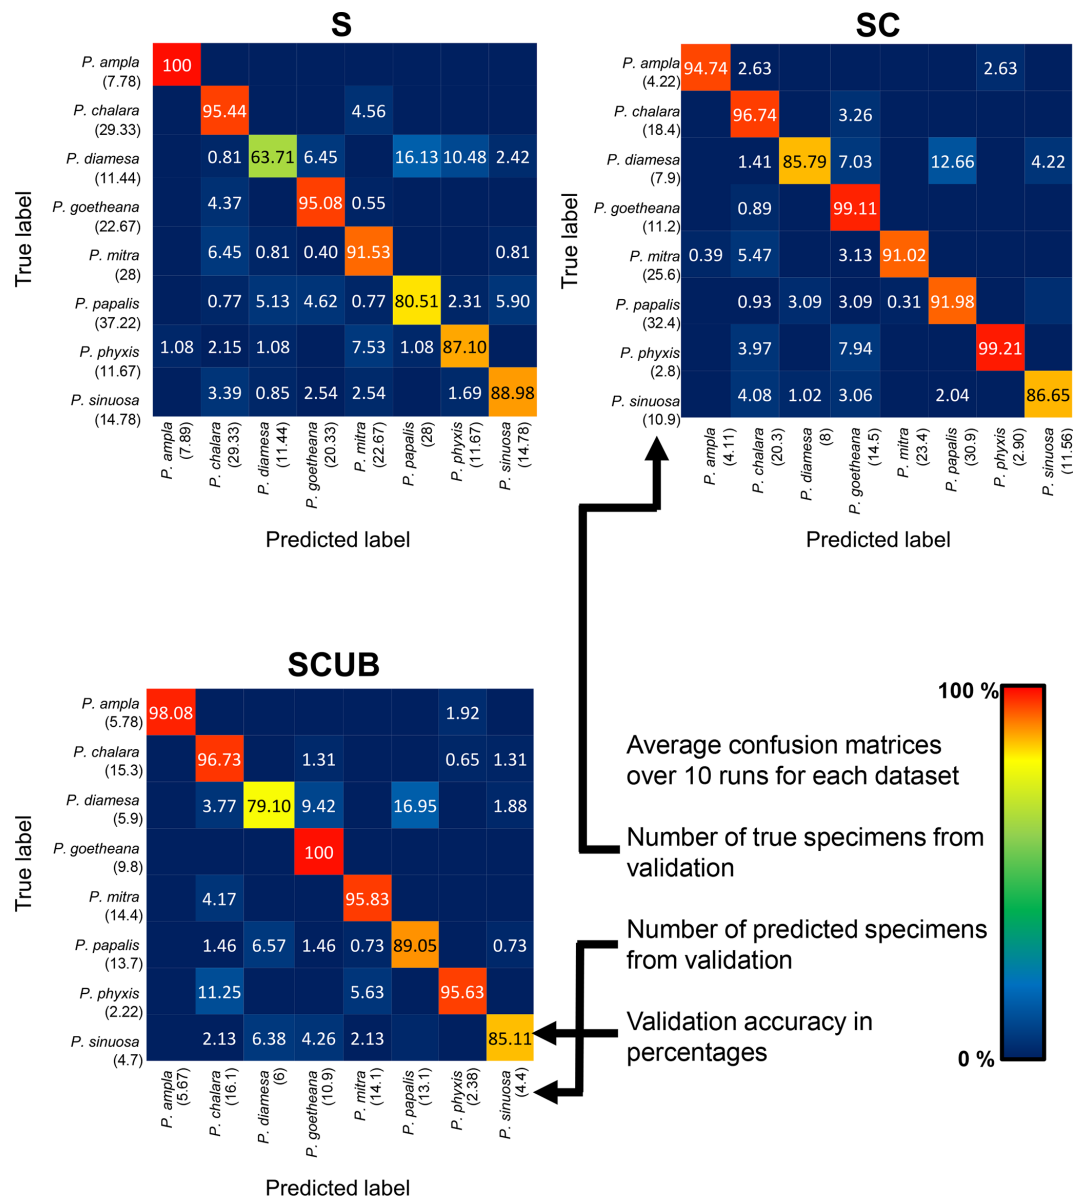 S
P. ampla
(7.78)
100
P. chalara
(29.33)
95.44 4.56
P. diamesa
(11.44)
0.81 63.71 6.45 16.13 10.48 2.42
P. goetheana
(22.67)
4.37 95.08 0.55
P. mitra
(28)
6.45 0.81 0.40 91.53 0.81
P. papalis
(37.22)
0.77 5.13 4.62 0.77 80.51 2.31 5.90
P. phyxis
(11.67)
1.08 2.15 1.08 7.53 1.08 87.10
P. sinuosa
(14.78)
3.39 0.85 2.54 2.54 1.69 88.98
True label
P. ampla
(7.89)
P. chalara
(29.33)
P. diamesa
(11.44)
P. goetheana
(20.33)
P. mitra
(22.67)
P. papalis
(28)
P. phyxis
(11.67)
P. sinuosa
(14.78)
Predicted label
SC
P. ampla
(4.22)
94.74 2.63 2.63
P. chalara
(18.4)
96.74 3.26
P. diamesa
(7.9)
1.41 85.79 7.03 12.66 4.22
P. goetheana
(11.2)
0.89 99.11
P. mitra
(25.6)
0.39 5.47 3.13 91.02
P. papalis
(32.4)
0.93 3.09 3.09 0.31 91.98
P. phyxis
(2.8)
3.97 7.94 99.21
P. sinuosa
(10.9)
4.08 1.02 3.06 2.04 86.65
True label
P. ampla
(4.11)
P. chalara
(20.3)
P. diamesa
(8)
P. goetheana
(14.5)
P. mitra
(23.4)
P. papalis
(30.9)
P. phyxis
(2.90)
P. sinuosa
(11.56)
Predicted label
SCUB
P. ampla
(5.78)
98.08 1.92
P. chalara
(15.3)
96.73 1.31 0.65 1.31
P. diamesa
(5.9)
3.77 79.10 9.42 16.95 1.88
P. goetheana
(9.8)
100
P. mitra
(14.4)
4.17 95.83
P. papalis
(13.7)
1.46 6.57 1.46 0.73 89.05 0.73
P. phyxis
(2.22)
11.25 5.63 95.63
P. sinuosa
(4.7)
2.13 6.38 4.26 2.13 85.11
True label
P. ampla
(5.67)
P. chalara
(16.1)
P. diamesa
(6)
P. goetheana
(10.9)
P. mitra
(14.1)
P. papalis
(13.1)
P. phyxis
(2.38)
P. sinuosa
(4.4)
Predicted label
Average confusion matrices
over 10 runs for each dataset
Number of true specimens from
validation
Number of predicted specimens
from validation
Validation accuracy in
percentages
100 %
0 %